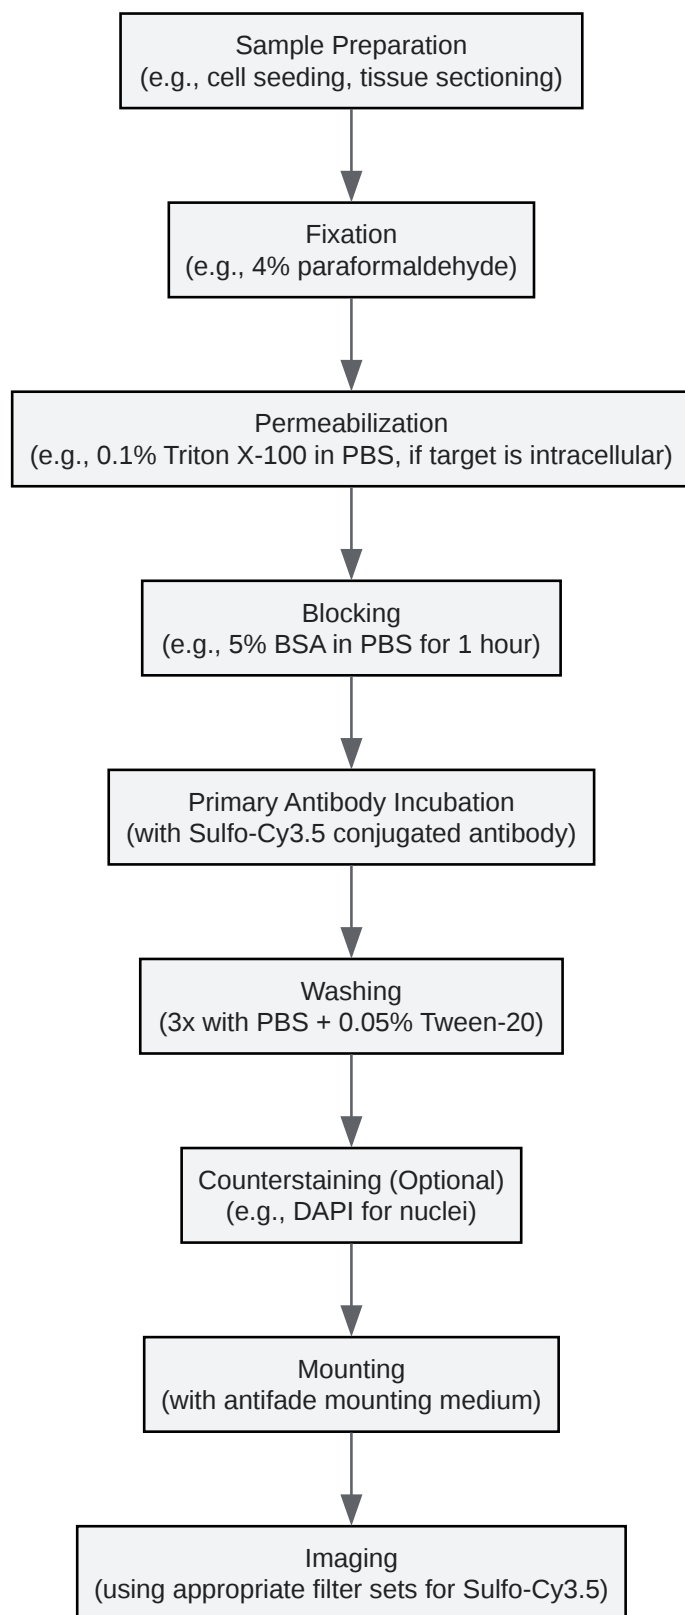 Sample Preparation
(e.g., cell seeding, tissue sectioning)
Fixation
(e.g., 4% paraformaldehyde)
Permeabilization
(e.g., 0.1% Triton X-100 in PBS, if target is intracellular)
Blocking
(e.g., 5% BSA in PBS for 1 hour)
Primary Antibody Incubation
(with Sulfo-Cy3.5 conjugated antibody)
Washing
(3x with PBS + 0.05% Tween-20)
Counterstaining (Optional)
(e.g., DAPI for nuclei)
Mounting
(with antifade mounting medium)
Imaging
(using appropriate filter sets for Sulfo-Cy3.5)